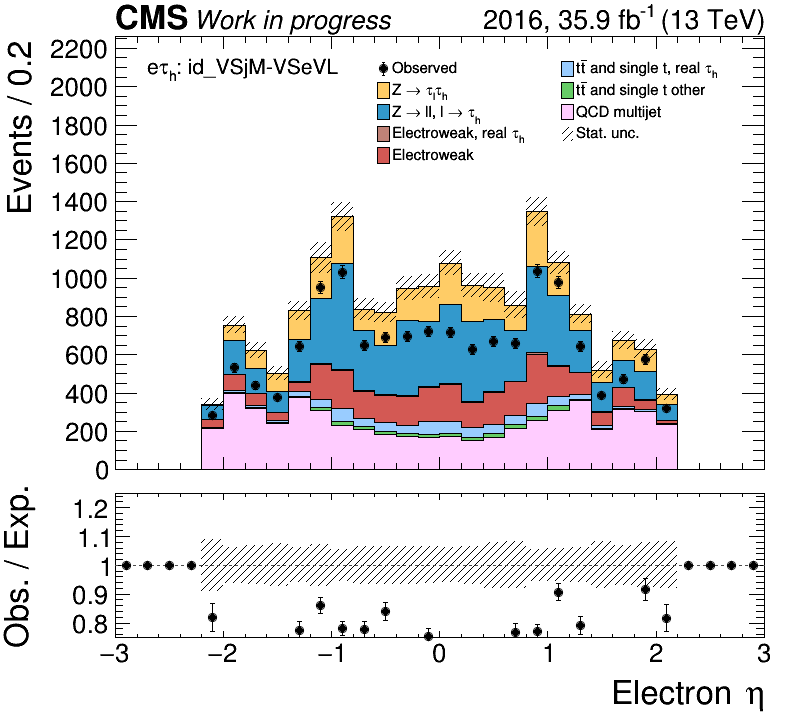 CMS Work in progress 2016, 35.9 fb⁻¹ (13 TeV)
Events / 0.2
eτₕ: id_VSjM-VSeVL
Observed
Z → τₗτₕ
Z → ll, l → τₕ
Electroweak, real τₕ
Electroweak
tt̄ and single t, real τₕ
tt̄ and single t other
QCD multijet
Stat. unc.
2200
2000
1800
1600
1400
1200
1000
800
600
400
200
0
Obs. / Exp.
1.2
1.1
1
0.9
0.8
−3 −2 −1 0 1 2 3
Electron η